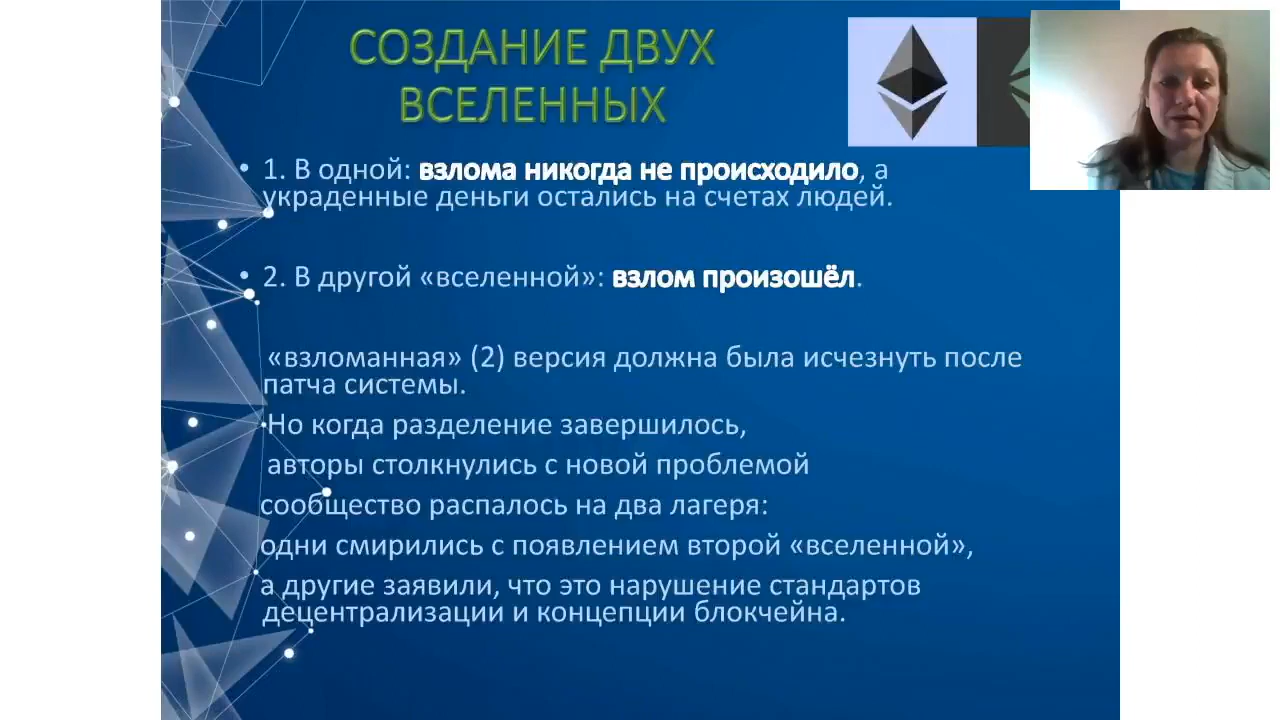 СОЗДАНИЕ ДВУХ
ВСЕЛЕННЫХ
• 1. В одной: взлома никогда не происходило, а
украденные деньги остались на счетах людей.
• 2. В другой «вселенной»: взлом произошёл.
«взломанная» (2) версия должна была исчезнуть после
патча системы.
Но когда разделение завершилось,
авторы столкнулись с новой проблемой
сообщество распалось на два лагеря:
одни смирились с появлением второй «вселенной»,
а другие заявили, что это нарушение стандартов
децентрализации и концепции блокчейна.